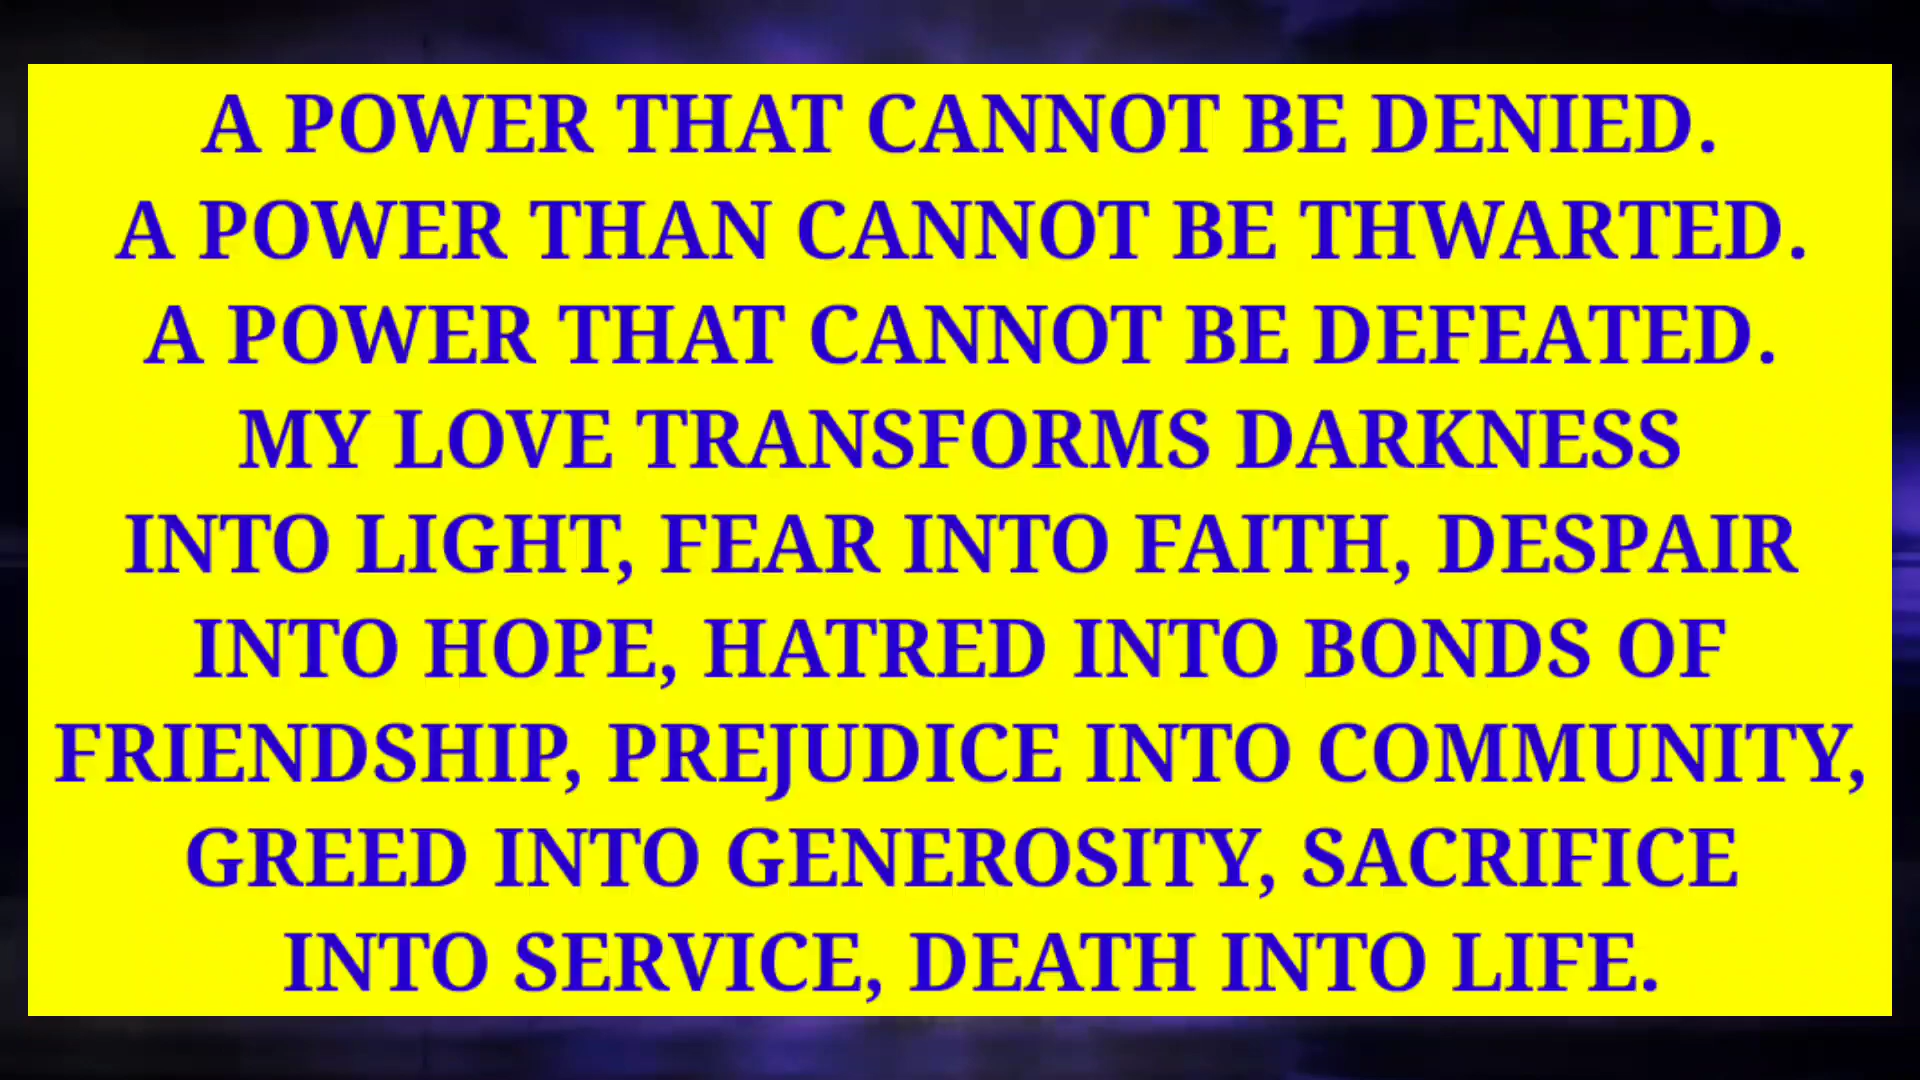 A POWER THAT CANNOT BE DENIED.
A POWER THAN CANNOT BE THWARTED.
A POWER THAT CANNOT BE DEFEATED.
MY LOVE TRANSFORMS DARKNESS
INTO LIGHT, FEAR INTO FAITH, DESPAIR
INTO HOPE, HATRED INTO BONDS OF
FRIENDSHIP, PREJUDICE INTO COMMUNITY,
GREED INTO GENEROSITY, SACRIFICE
INTO SERVICE, DEATH INTO LIFE.